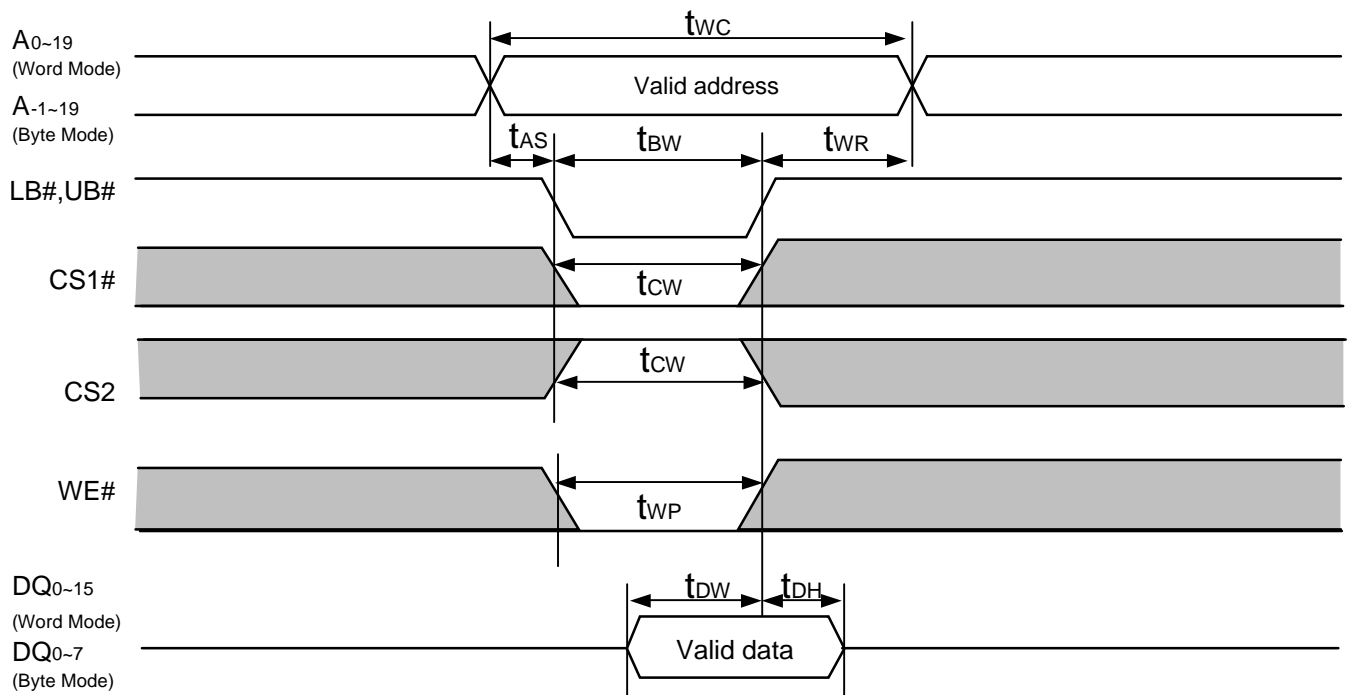 tWC
A0~19
(Word Mode)
Valid address
A-1~19
(Byte Mode)
tAS
tBW
tWR
LB#,UB#
CS1#
tCW
tCW
CS2
WE#
tWP
DQ0~15
tDW
tDH
(Word Mode)
DQ0~7
Valid data
(Byte Mode)